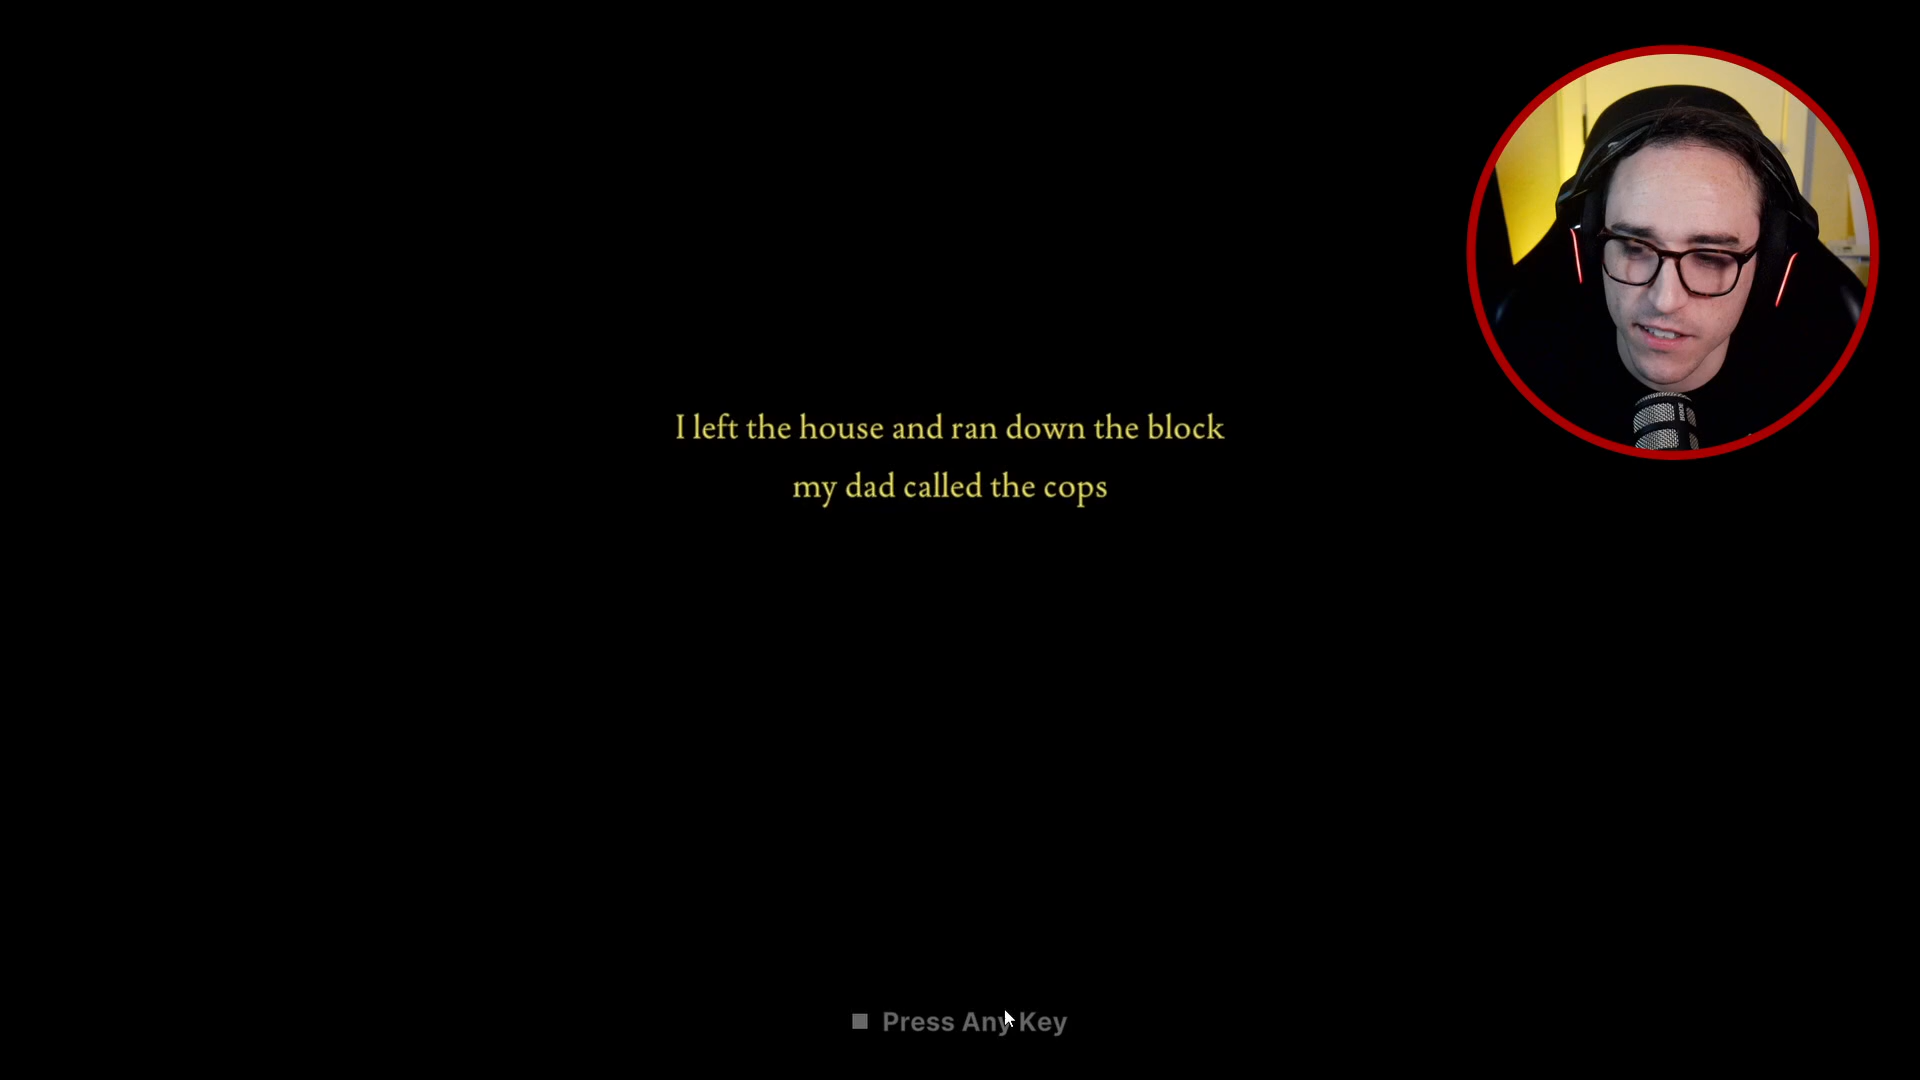 I left the house and ran down the block
my dad called the cops
Press Any Key